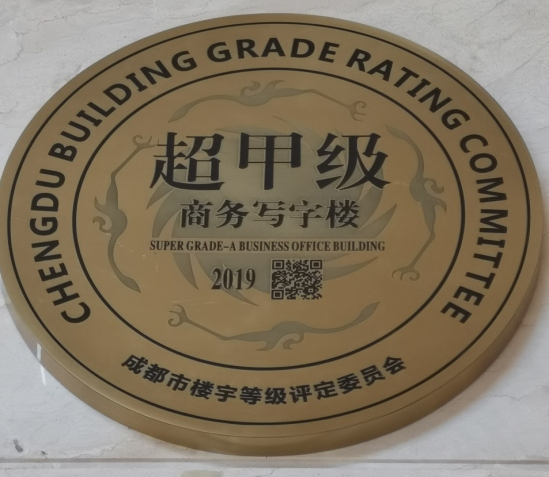 CHENGDU BUILDING GRADE RATING COMMITTEE
超甲级
商务写字楼
SUPER GRADE-A BUSINESS OFFICE BUILDING
2019
成都市楼宇等级评定委员会